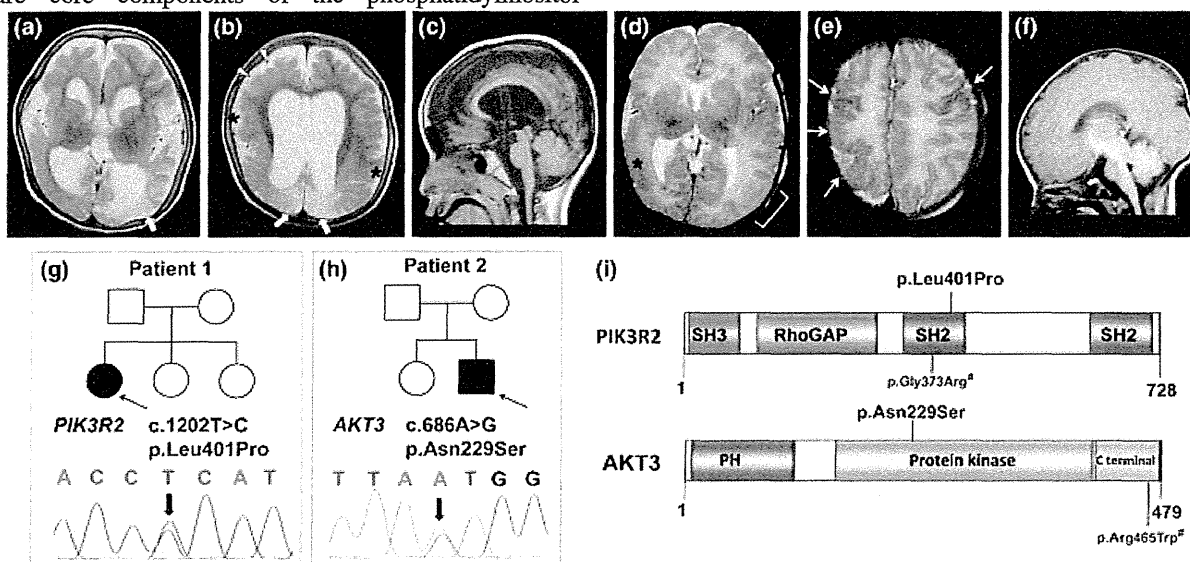 are core components of the phosphatidylinositol
(a) (b) (c) (d) (e) (f)
* * *
(g) Patient 1
PIK3R2 c.1202T>C
p.Leu401Pro
A C C T C A T
(h) Patient 2
AKT3 c.686A>G
p.Asn229Ser
T T A A T G G
(i)
p.Leu401Pro
PIK3R2 SH3 RhoGAP SH2 SH2
p.Gly373Arg#
1 728
p.Asn229Ser
AKT3 PH Protein kinase C terminal
1 479
p.Arg465Trp#